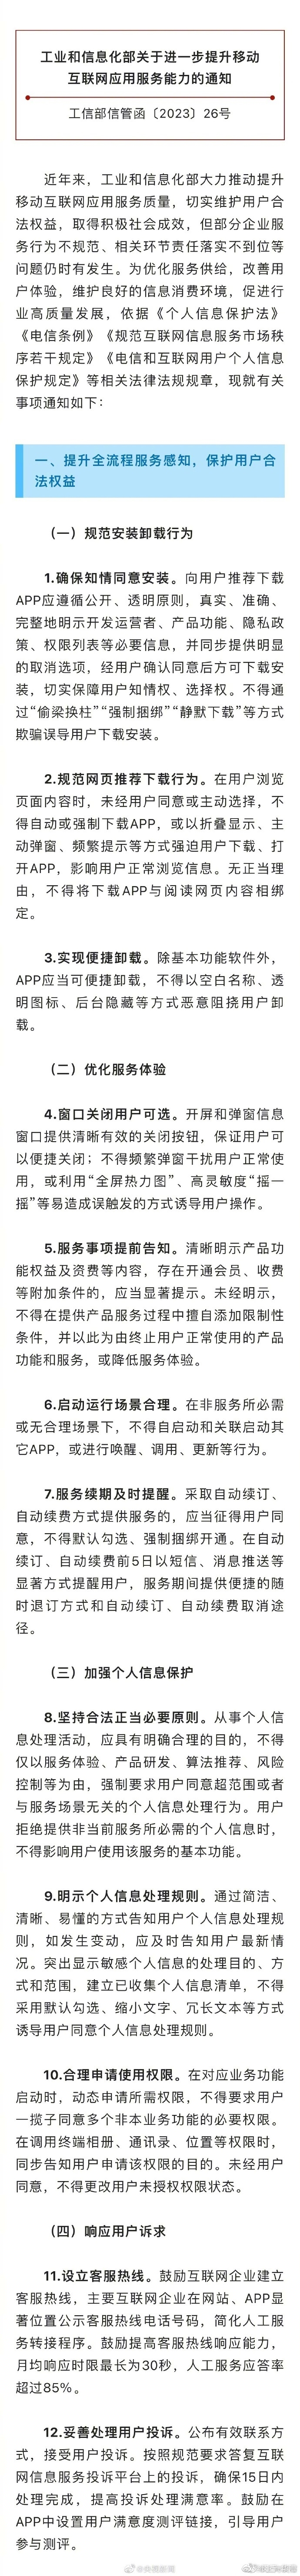 工业和信息化部关于进一步提升移动
互联网应用服务能力的通知
工信部信管函〔2023〕26号
近年来，工业和信息化部大力推动提升
移动互联网应用服务质量，切实维护用户合
法权益，取得积极社会成效，但部分企业服
务行为不规范、相关环节责任落实不到位等
问题仍时有发生。为优化服务供给，改善用
户体验，维护良好的信息消费环境，促进行
业高质量发展，依据《个人信息保护法》
《电信条例》《规范互联网信息服务市场秩
序若干规定》《电信和互联网用户个人信息
保护规定》等相关法律法规规章，现就有关
事项通知如下：
一、提升全流程服务感知，保护用户合
法权益
（一）规范安装卸载行为
1.确保知情同意安装。向用户推荐下载
APP应遵循公开、透明原则，真实、准确、
完整地明示开发运营者、产品功能、隐私政
策、权限列表等必要信息，并同步提供明显
的取消选项，经用户确认同意后方可下载安
装，切实保障用户知情权、选择权。不得通
过“偷梁换柱”“强制捆绑”“静默下载”等方式
欺骗误导用户下载安装。
2.规范网页推荐下载行为。在用户浏览
页面内容时，未经用户同意或主动选择，不
得自动或强制下载APP，或以折叠显示、主
动弹窗、频繁提示等方式强迫用户下载、打
开APP，影响用户正常浏览信息。无正当理
由，不得将下载APP与阅读网页内容相绑
定。
3.实现便捷卸载。除基本功能软件外，
APP应当可便捷卸载，不得以空白名称、透
明图标、后台隐藏等方式恶意阻挠用户卸
载。
（二）优化服务体验
4.窗口关闭用户可选。开屏和弹窗信息
窗口提供清晰有效的关闭按钮，保证用户可
以便捷关闭；不得频繁弹窗干扰用户正常使
用，或利用“全屏热力图”、高灵敏度“摇一
摇”等易造成误触发的方式诱导用户操作。
5.服务事项提前告知。清晰明示产品功
能权益及资费等内容，存在开通会员、收费
等附加条件的，应当显著提示。未经明示，
不得在提供产品服务过程中擅自添加限制性
条件，并以此为由终止用户正常使用的产品
功能和服务，或降低服务体验。
6.启动运行场景合理。在非服务所必需
或无合理场景下，不得自启动和关联启动其
它APP，或进行唤醒、调用、更新等行为。
7.服务续期及时提醒。采取自动续订、
自动续费方式提供服务的，应当征得用户同
意，不得默认勾选、强制捆绑开通。在自动
续订、自动续费前5日以短信、消息推送等
显著方式提醒用户，服务期间提供便捷的随
时退订方式和自动续订、自动续费取消途
径。
（三）加强个人信息保护
8.坚持合法正当必要原则。从事个人信
息处理活动，应具有明确合理的目的，不得
仅以服务体验、产品研发、算法推荐、风险
控制等为由，强制要求用户同意超范围或者
与服务场景无关的个人信息处理行为。用户
拒绝提供非当前服务所必需的个人信息时，
不得影响用户使用该服务的基本功能。
9.明示个人信息处理规则。通过简洁、
清晰、易懂的方式告知用户个人信息处理规
则，如发生变动，应及时告知用户最新情
况。突出显示敏感个人信息的处理目的、方
式和范围，建立已收集个人信息清单，不得
采用默认勾选、缩小文字、冗长文本等方式
诱导用户同意个人信息处理规则。
10.合理申请使用权限。在对应业务功能
启动时，动态申请所需权限，不得要求用户
一揽子同意多个非本业务功能的必要权限。
在调用终端相册、通讯录、位置等权限时，
同步告知用户申请该权限的目的。未经用户
同意，不得更改用户未授权权限状态。
（四）响应用户诉求
11.设立客服热线。鼓励互联网企业建立
客服热线，主要互联网企业在网站、APP显
著位置公示客服热线电话号码，简化人工服
务转接程序。鼓励提高客服热线响应能力，
月均响应时限最长为30秒，人工服务应答率
超过85%。
12.妥善处理用户投诉。公布有效联系方
式，接受用户投诉。按照规范要求答复互联
网信息服务投诉平台上的投诉，确保15日内
处理完成，提高投诉处理满意率。鼓励在
APP中设置用户满意度测评链接，引导用户
参与测评。
@央视新闻